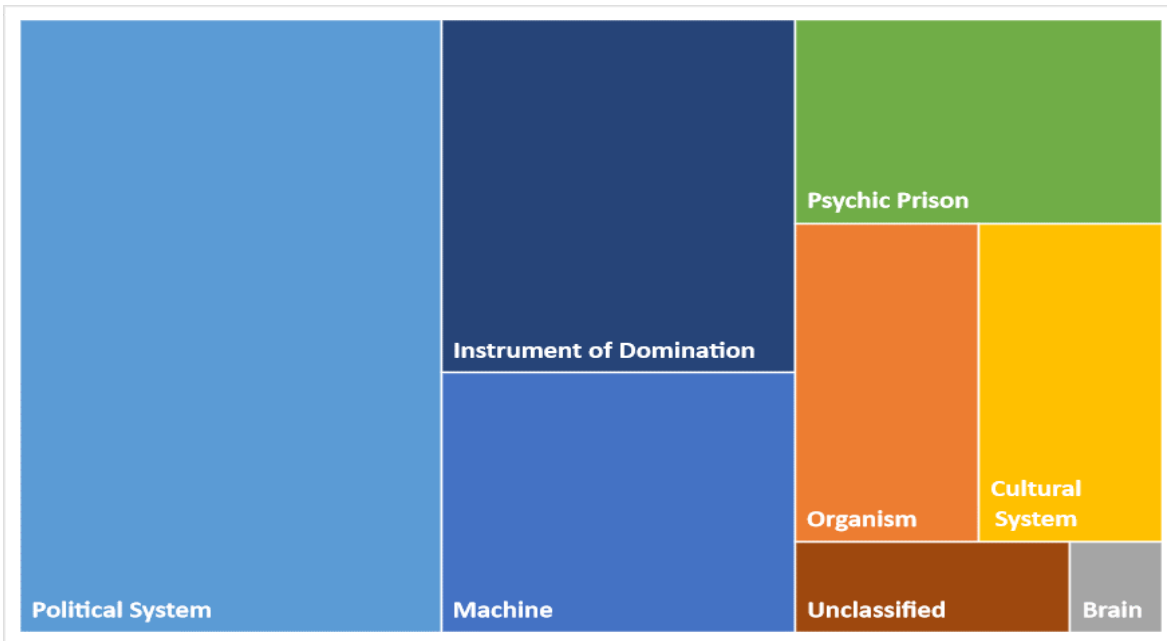 Political System
Instrument of Domination
Machine
Psychic Prison
Organism
Cultural
System
Unclassified
Brain